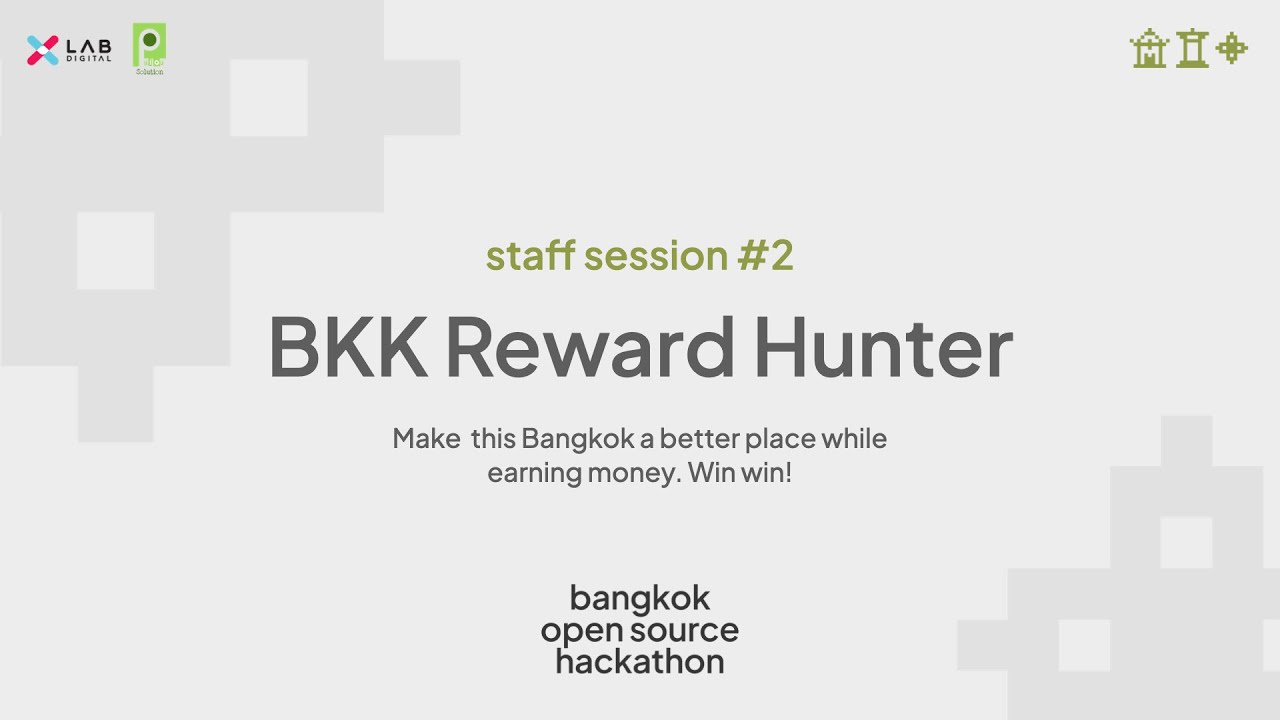 LAB
DIGITAL
Solution
staff session #2
BKK Reward Hunter
Make  this Bangkok a better place while
earning money. Win win!
bangkok
open source
hackathon